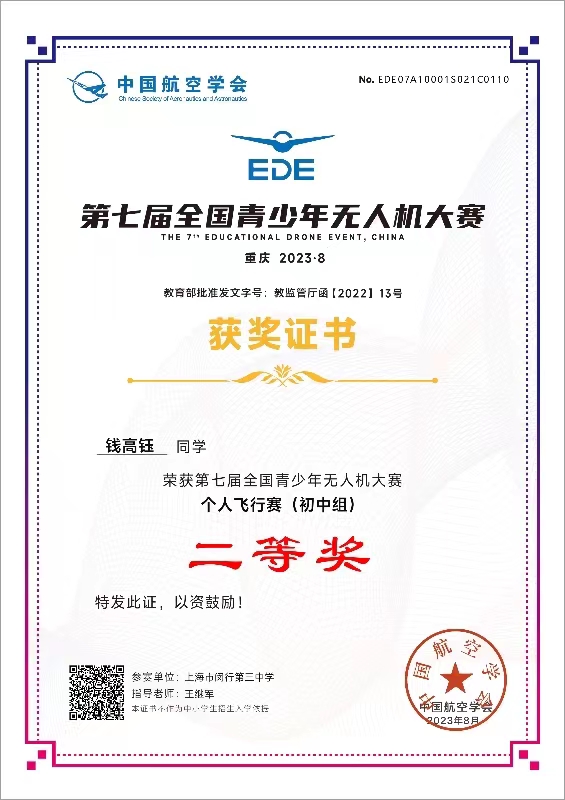 中国航空学会
Chinese Society of Aeronautics and Astronautics
No. EDE07A10001S021C0110
EDE
第七届全国青少年无人机大赛
THE 7TH EDUCATIONAL DRONE EVENT, CHINA
重庆 2023·8
教育部批准发文字号：教监管厅函【2022】13号
获奖证书
钱高钰 同学
荣获第七届全国青少年无人机大赛
个人飞行赛（初中组）
二等奖
特发此证，以资鼓励！
参赛单位：上海市闵行第三中学
指导老师：王继军
本证书不作为中小学生招生入学依据
中国航空学会
中国航空学会
2023年8月